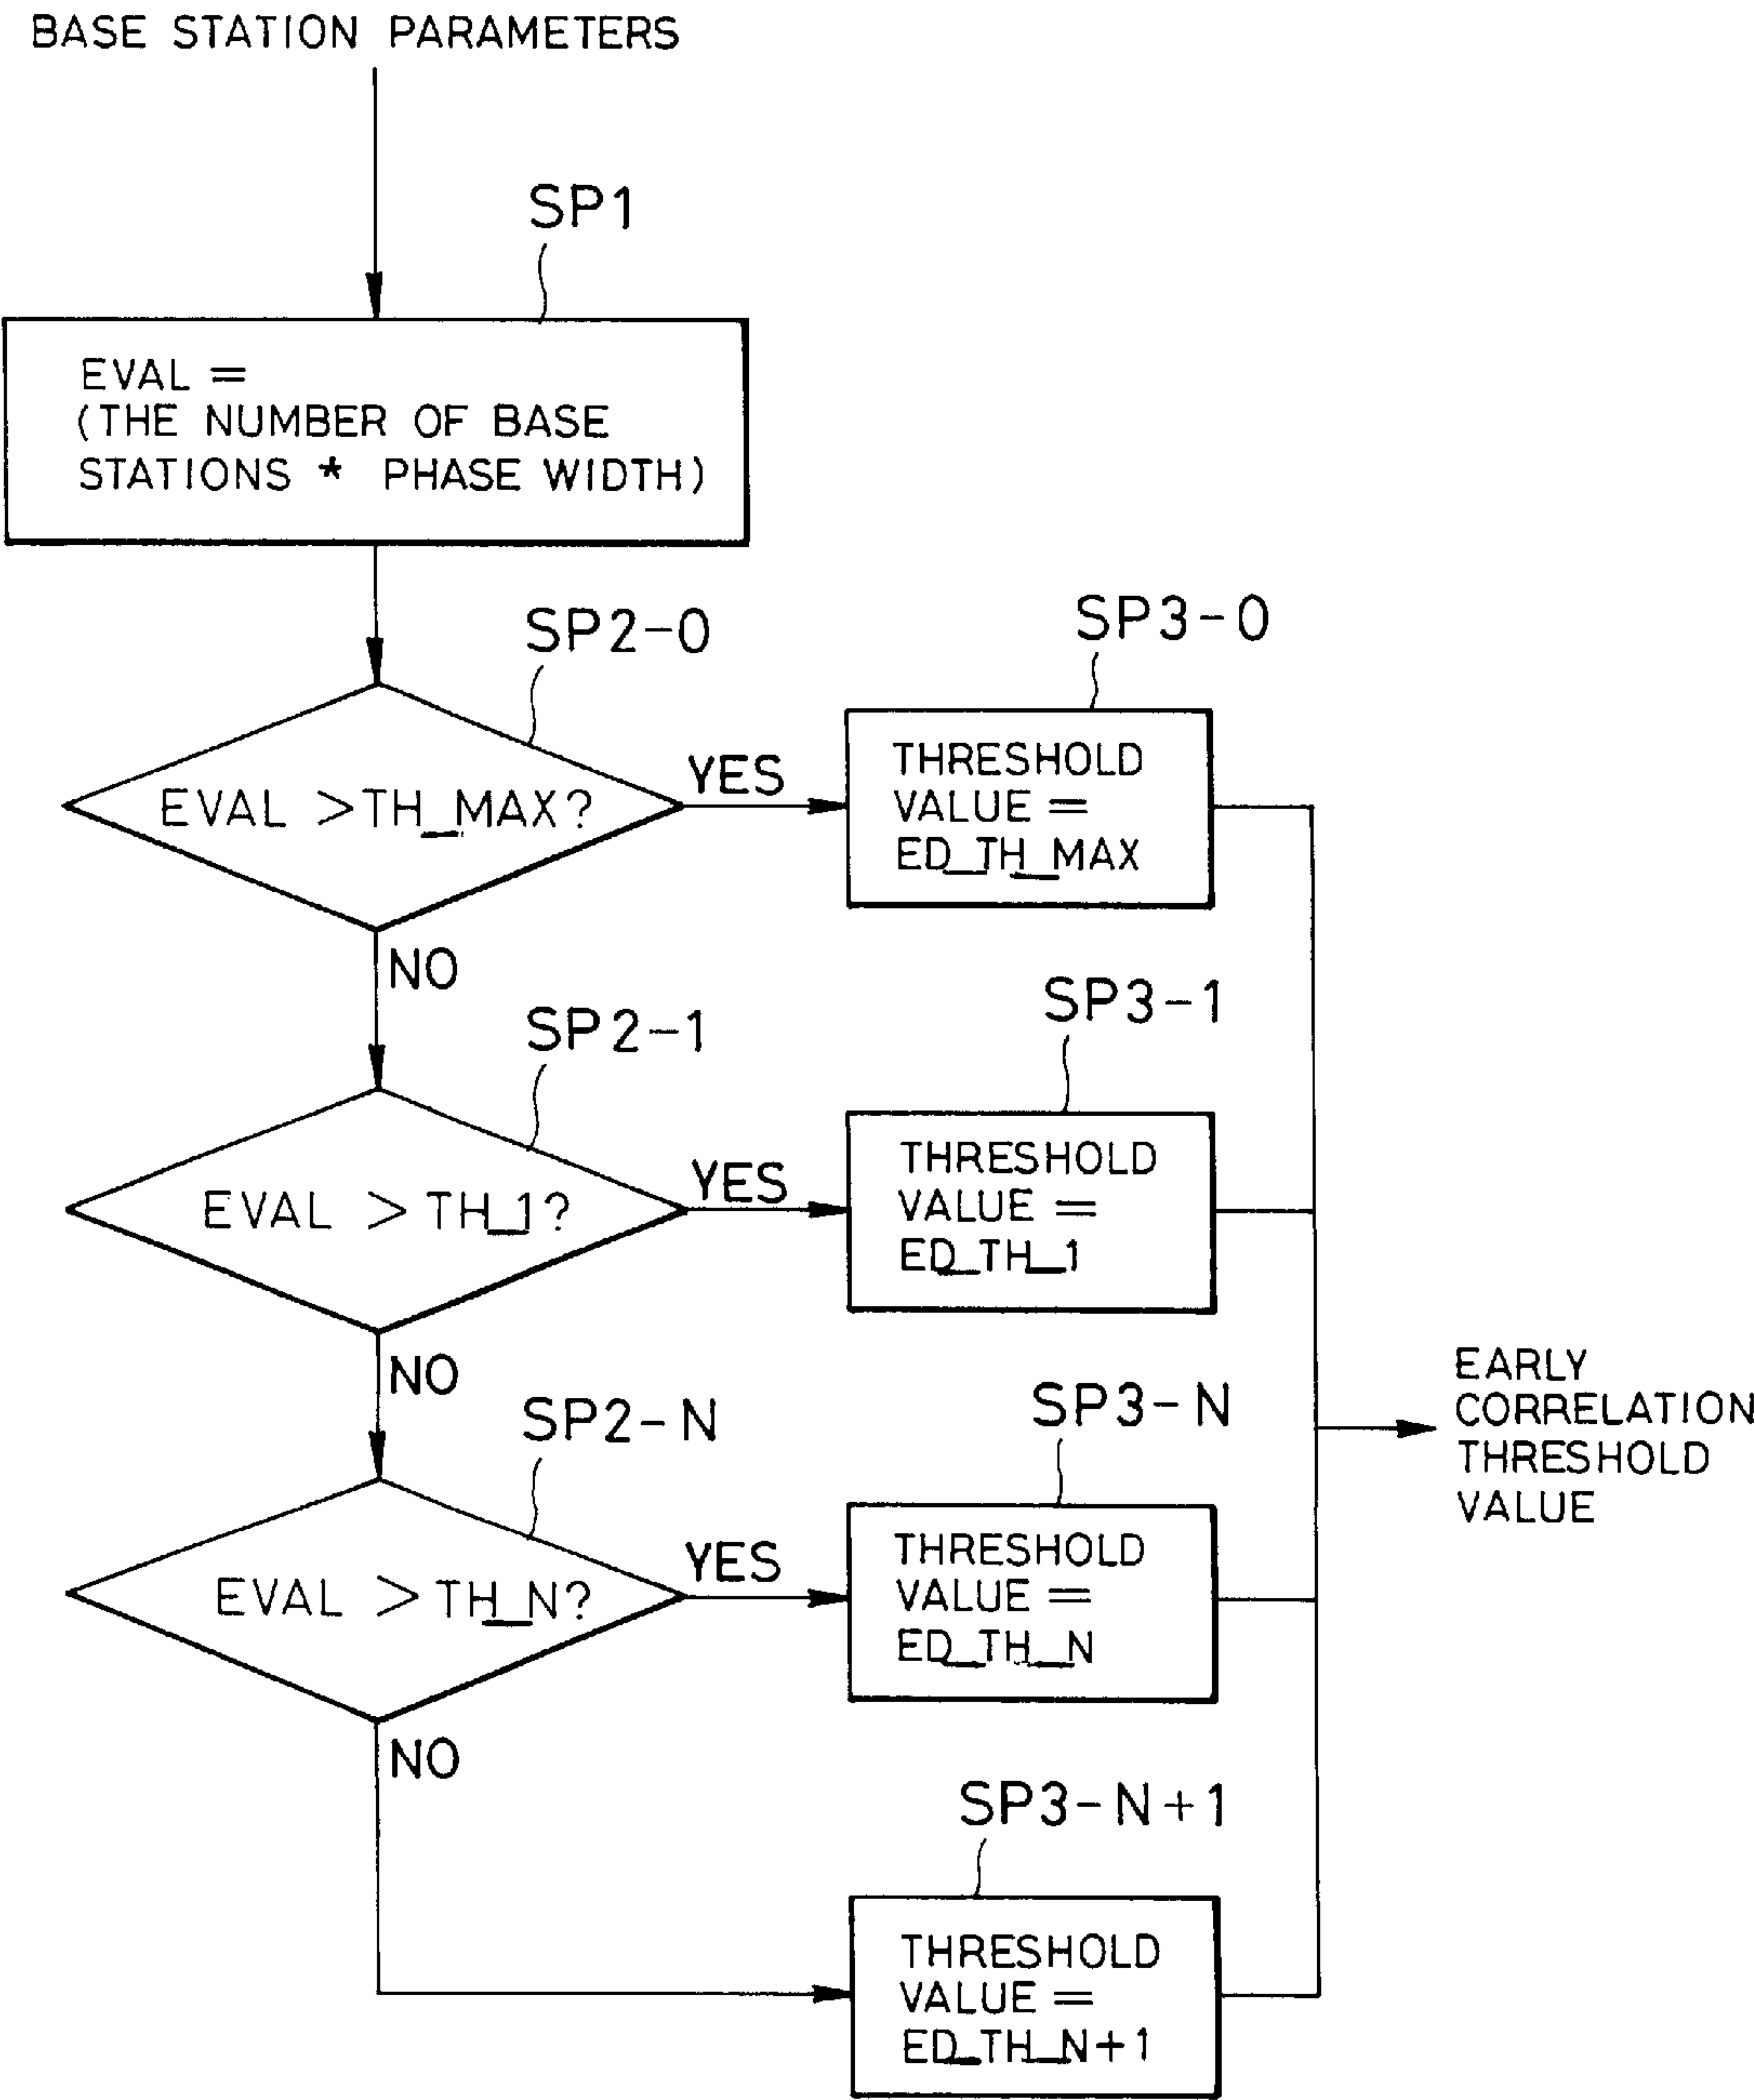 BASE STATION PARAMETERS
SP1
EVAL =
(THE NUMBER OF BASE
STATIONS * PHASE WIDTH)
SP2-0
SP3-0
EVAL >TH_MAX?
YES
THRESHOLD
VALUE =
ED_TH_MAX
NO
SP2-1
SP3-1
EVAL > TH_1?
YES
THRESHOLD
VALUE =
ED_TH_1
NO
SP2-N
SP3-N
EARLY
CORRELATION
THRESHOLD
VALUE
EVAL > TH_N?
YES
THRESHOLD
VALUE =
ED_TH_N
NO
SP3-N+1
THRESHOLD
VALUE =
ED_TH_N+1